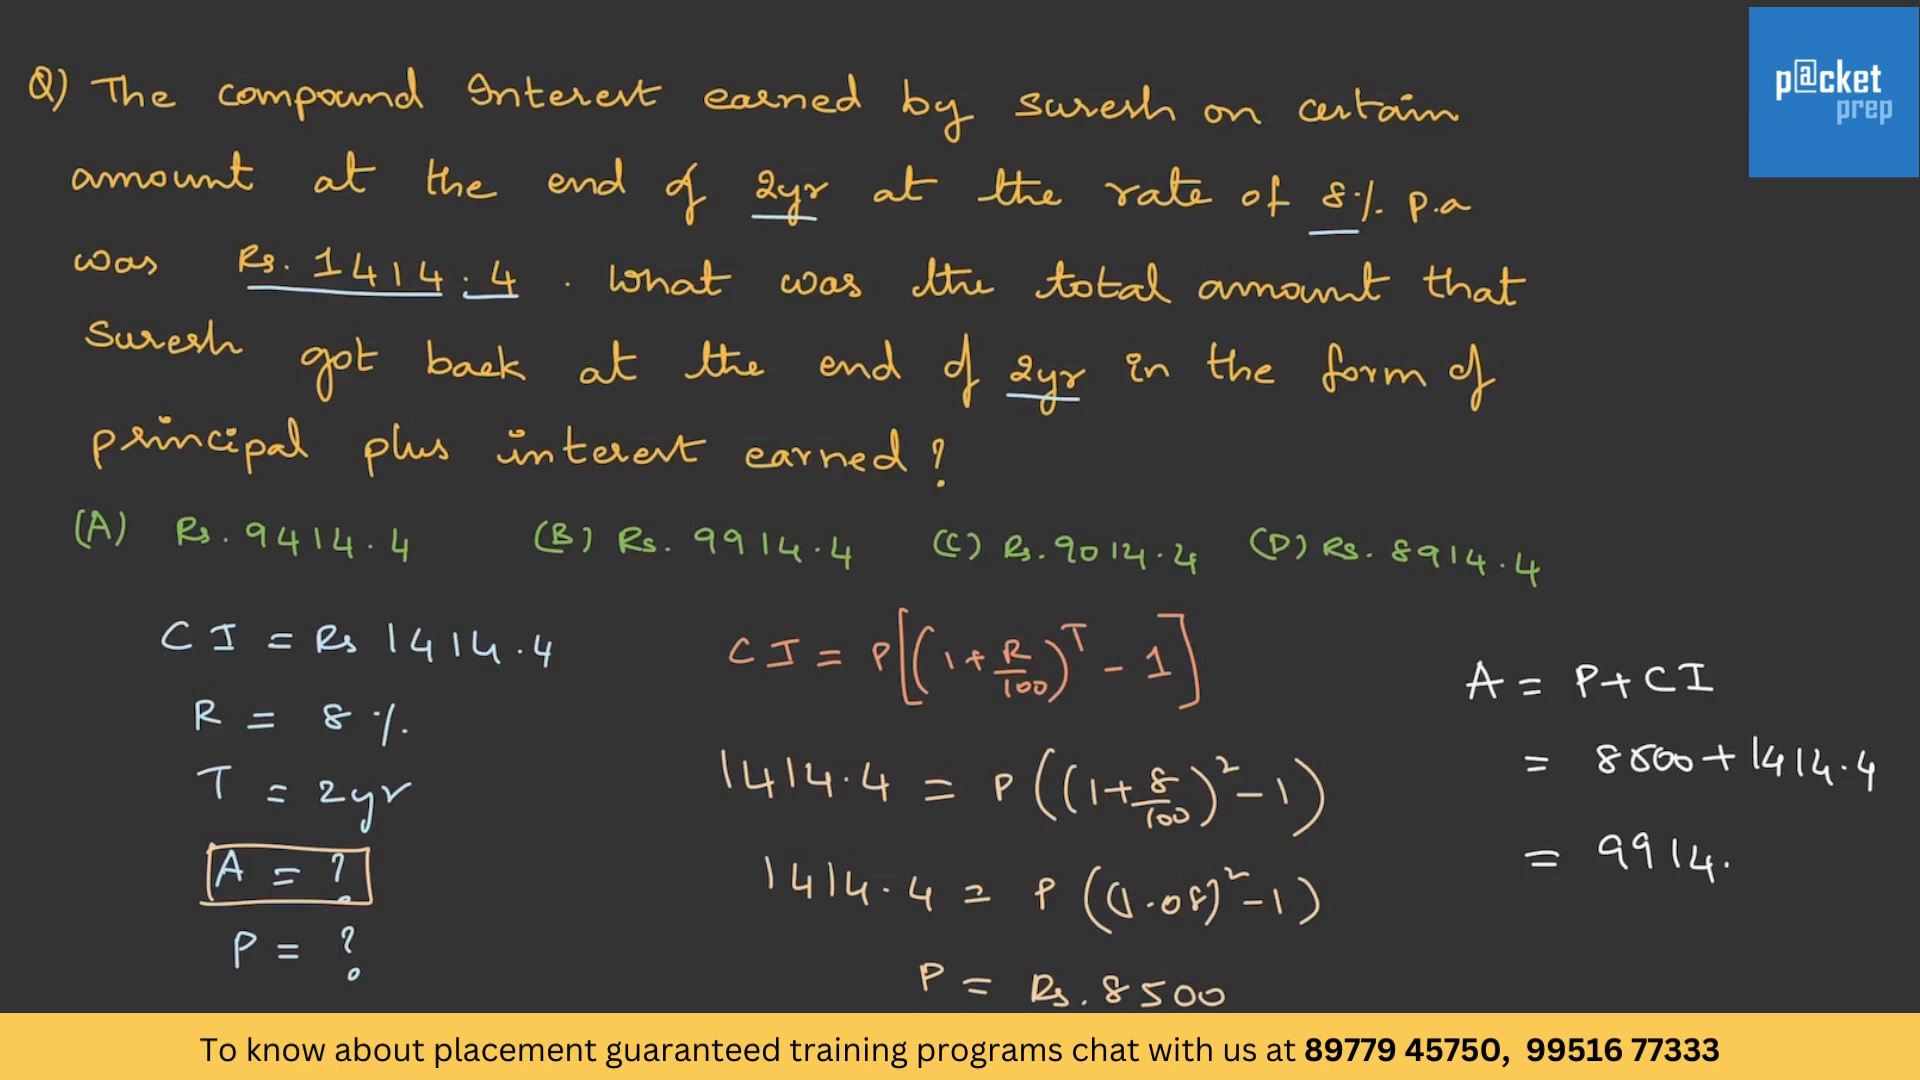 p@cket
prep
Q) The compound Interest earned by Suresh on certain
amount at the end of 2yr at the rate of 8% p.a
was Rs. 1414.4 . What was the total amount that
Suresh got back at the end of 2yr in the form of
principal plus interest earned?
(A) Rs. 9414.4 (B) Rs. 9914.4 (C) Rs. 9014.4 (D) Rs. 8914.4
CI = Rs 1414.4
R = 8%
T = 2yr
A = ?
P = ?
CI = P[(1+R/100)^T - 1]
1414.4 = P((1+8/100)^2 - 1)
1414.4 = P((1.08)^2 - 1)
P = Rs. 8500
A = P+CI
= 8500+1414.4
= 9914.
To know about placement guaranteed training programs chat with us at 89779 45750, 99516 77333